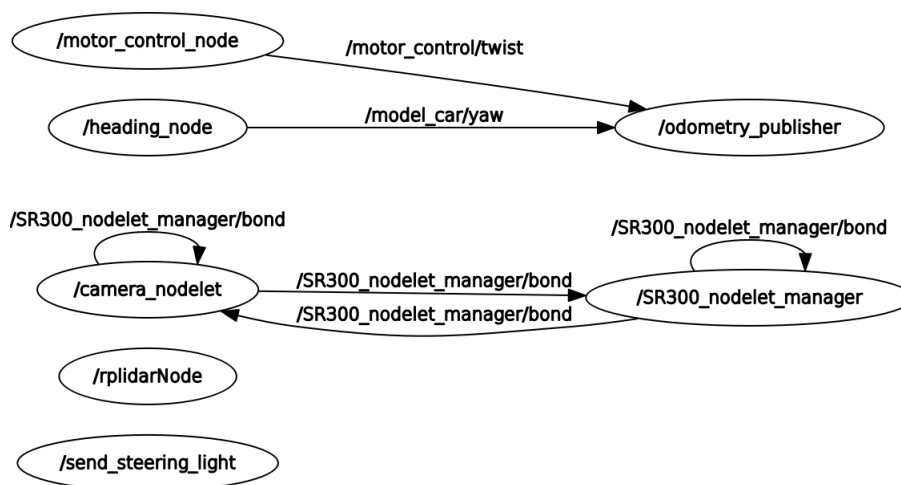 /motor_control_node
/motor_control/twist
/heading_node
/model_car/yaw
/odometry_publisher
/SR300_nodelet_manager/bond
/SR300_nodelet_manager/bond
/camera_nodelet
/SR300_nodelet_manager/bond
/SR300_nodelet_manager
/SR300_nodelet_manager/bond
/rplidarNode
/send_steering_light